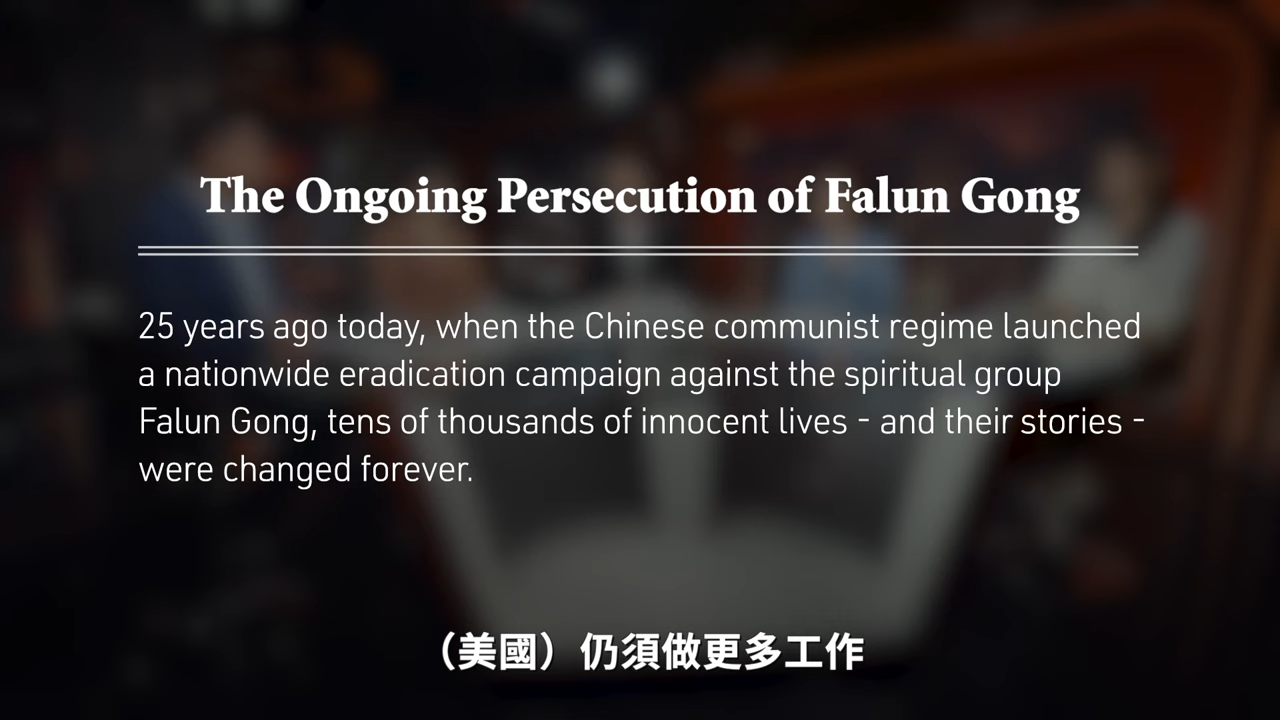 The Ongoing Persecution of Falun Gong
25 years ago today, when the Chinese communist regime launched
a nationwide eradication campaign against the spiritual group
Falun Gong, tens of thousands of innocent lives - and their stories -
were changed forever.
（美國）仍須做更多工作